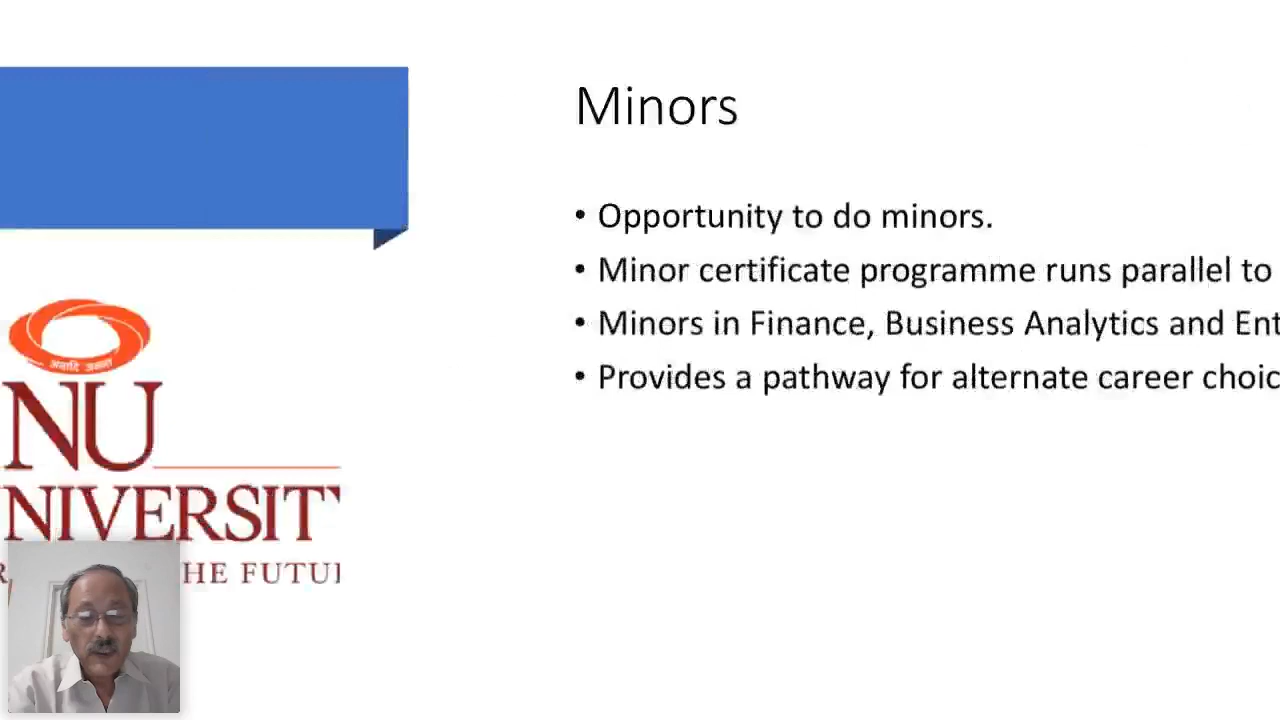 Minors
• Opportunity to do minors.
• Minor certificate programme runs parallel to
• Minors in Finance, Business Analytics and Ent
• Provides a pathway for alternate career choic
NU
NIVERSIT
HE FUTU